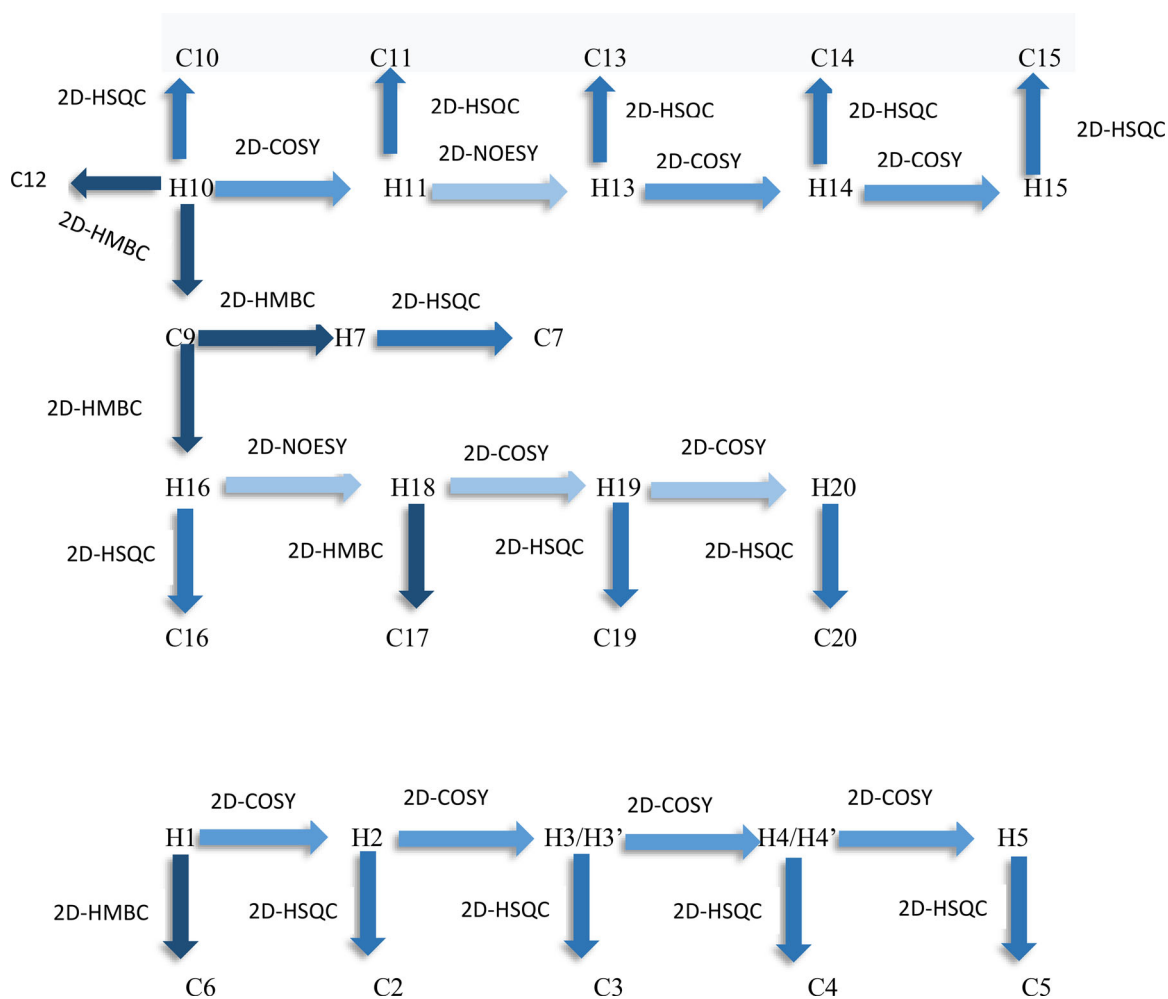 C10 C11 C13 C14 C15
2D-HSQC 2D-HSQC 2D-HSQC 2D-HSQC 2D-HSQC
2D-COSY 2D-NOESY 2D-COSY 2D-COSY
C12 H10 H11 H13 H14 H15
2D-HMBC
2D-HMBC 2D-HSQC
C9 H7 C7
2D-HMBC
2D-NOESY 2D-COSY 2D-COSY
H16 H18 H19 H20
2D-HSQC 2D-HMBC 2D-HSQC 2D-HSQC
C16 C17 C19 C20
2D-COSY 2D-COSY 2D-COSY 2D-COSY
H1 H2 H3/H3’ H4/H4’ H5
2D-HMBC 2D-HSQC 2D-HSQC 2D-HSQC 2D-HSQC
C6 C2 C3 C4 C5